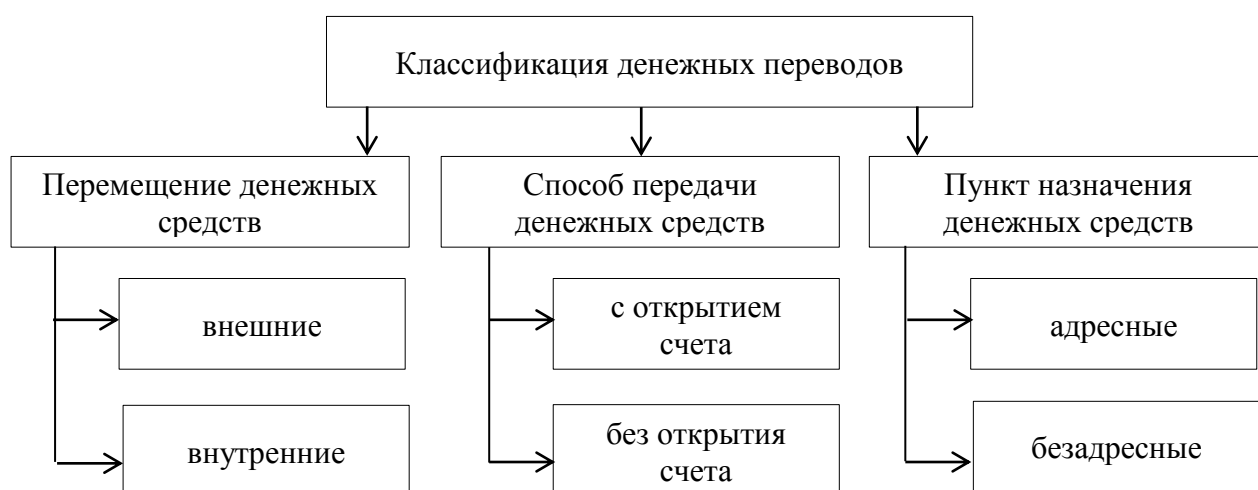 Классификация денежных переводов
Перемещение денежных
средств
внешние
внутренние
Способ передачи
денежных средств
с открытием
счета
без открытия
счета
Пункт назначения
денежных средств
адресные
безадресные